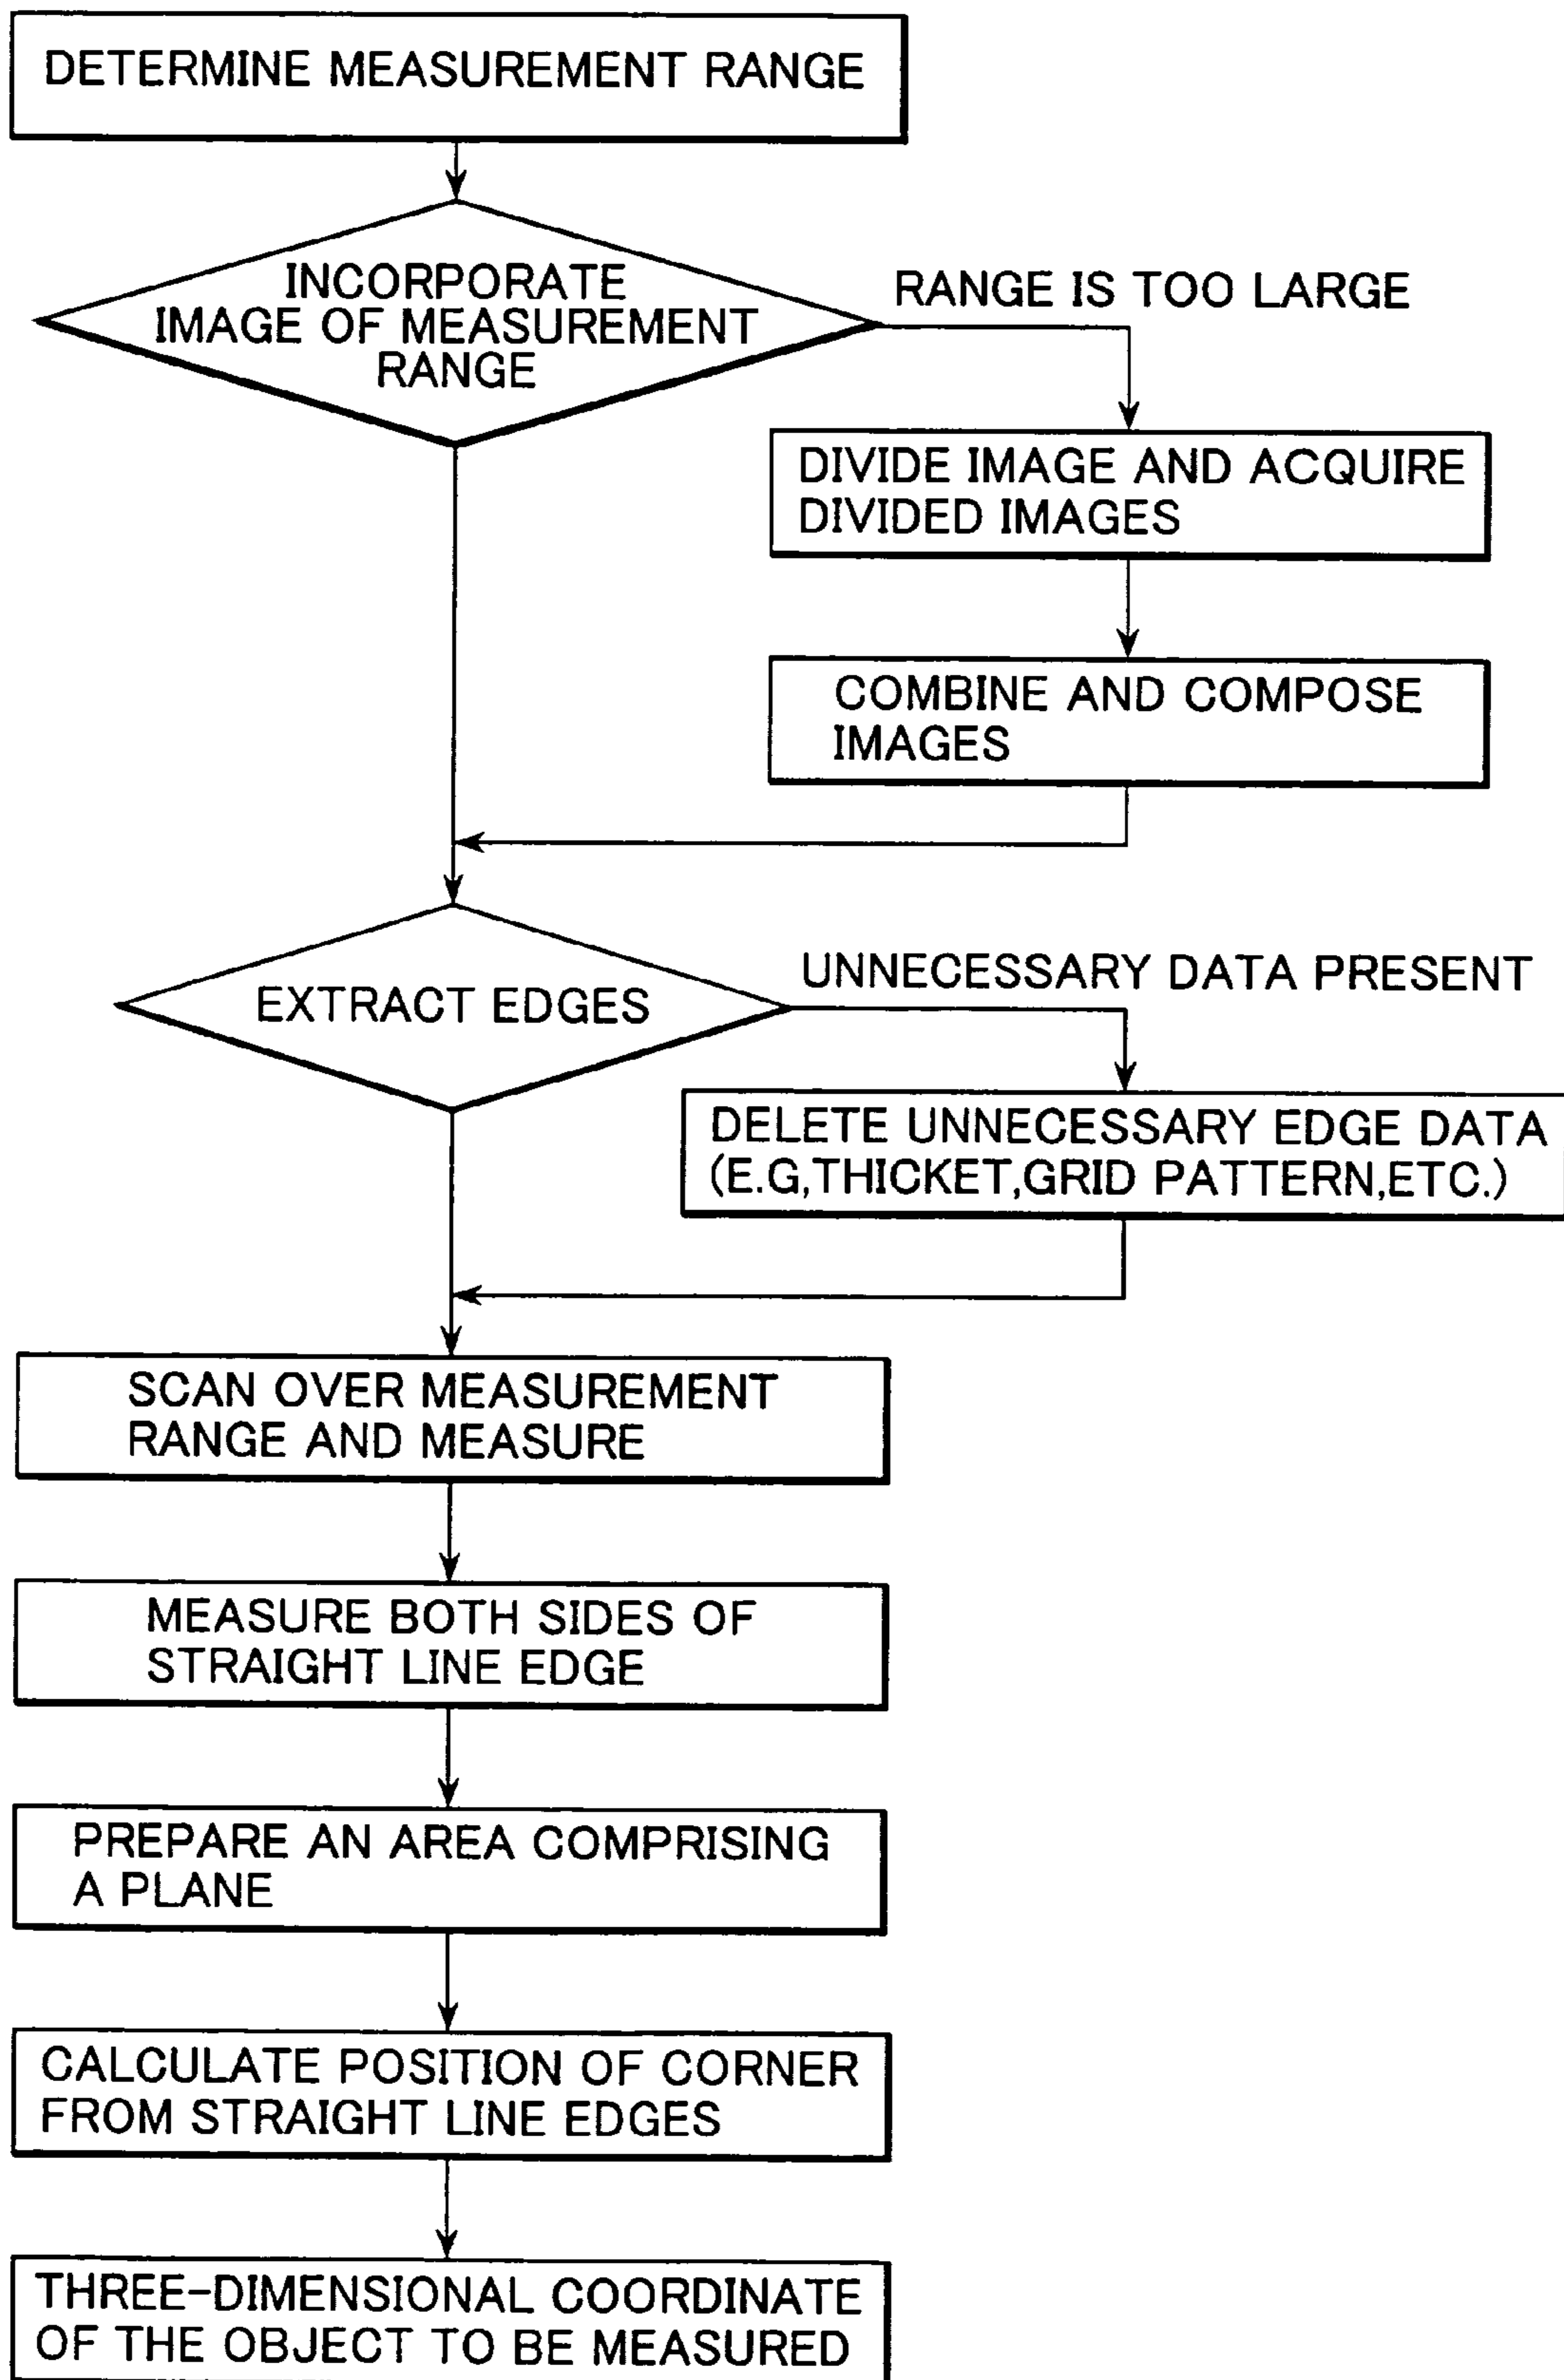 DETERMINE MEASUREMENT RANGE
INCORPORATE
IMAGE OF MEASUREMENT
RANGE
RANGE IS TOO LARGE
DIVIDE IMAGE AND ACQUIRE
DIVIDED IMAGES
COMBINE AND COMPOSE
IMAGES
EXTRACT EDGES
UNNECESSARY DATA PRESENT
DELETE UNNECESSARY EDGE DATA
(E.G,THICKET,GRID PATTERN,ETC.)
SCAN OVER MEASUREMENT
RANGE AND MEASURE
MEASURE BOTH SIDES OF
STRAIGHT LINE EDGE
PREPARE AN AREA COMPRISING
A PLANE
CALCULATE POSITION OF CORNER
FROM STRAIGHT LINE EDGES
THREE-DIMENSIONAL COORDINATE
OF THE OBJECT TO BE MEASURED